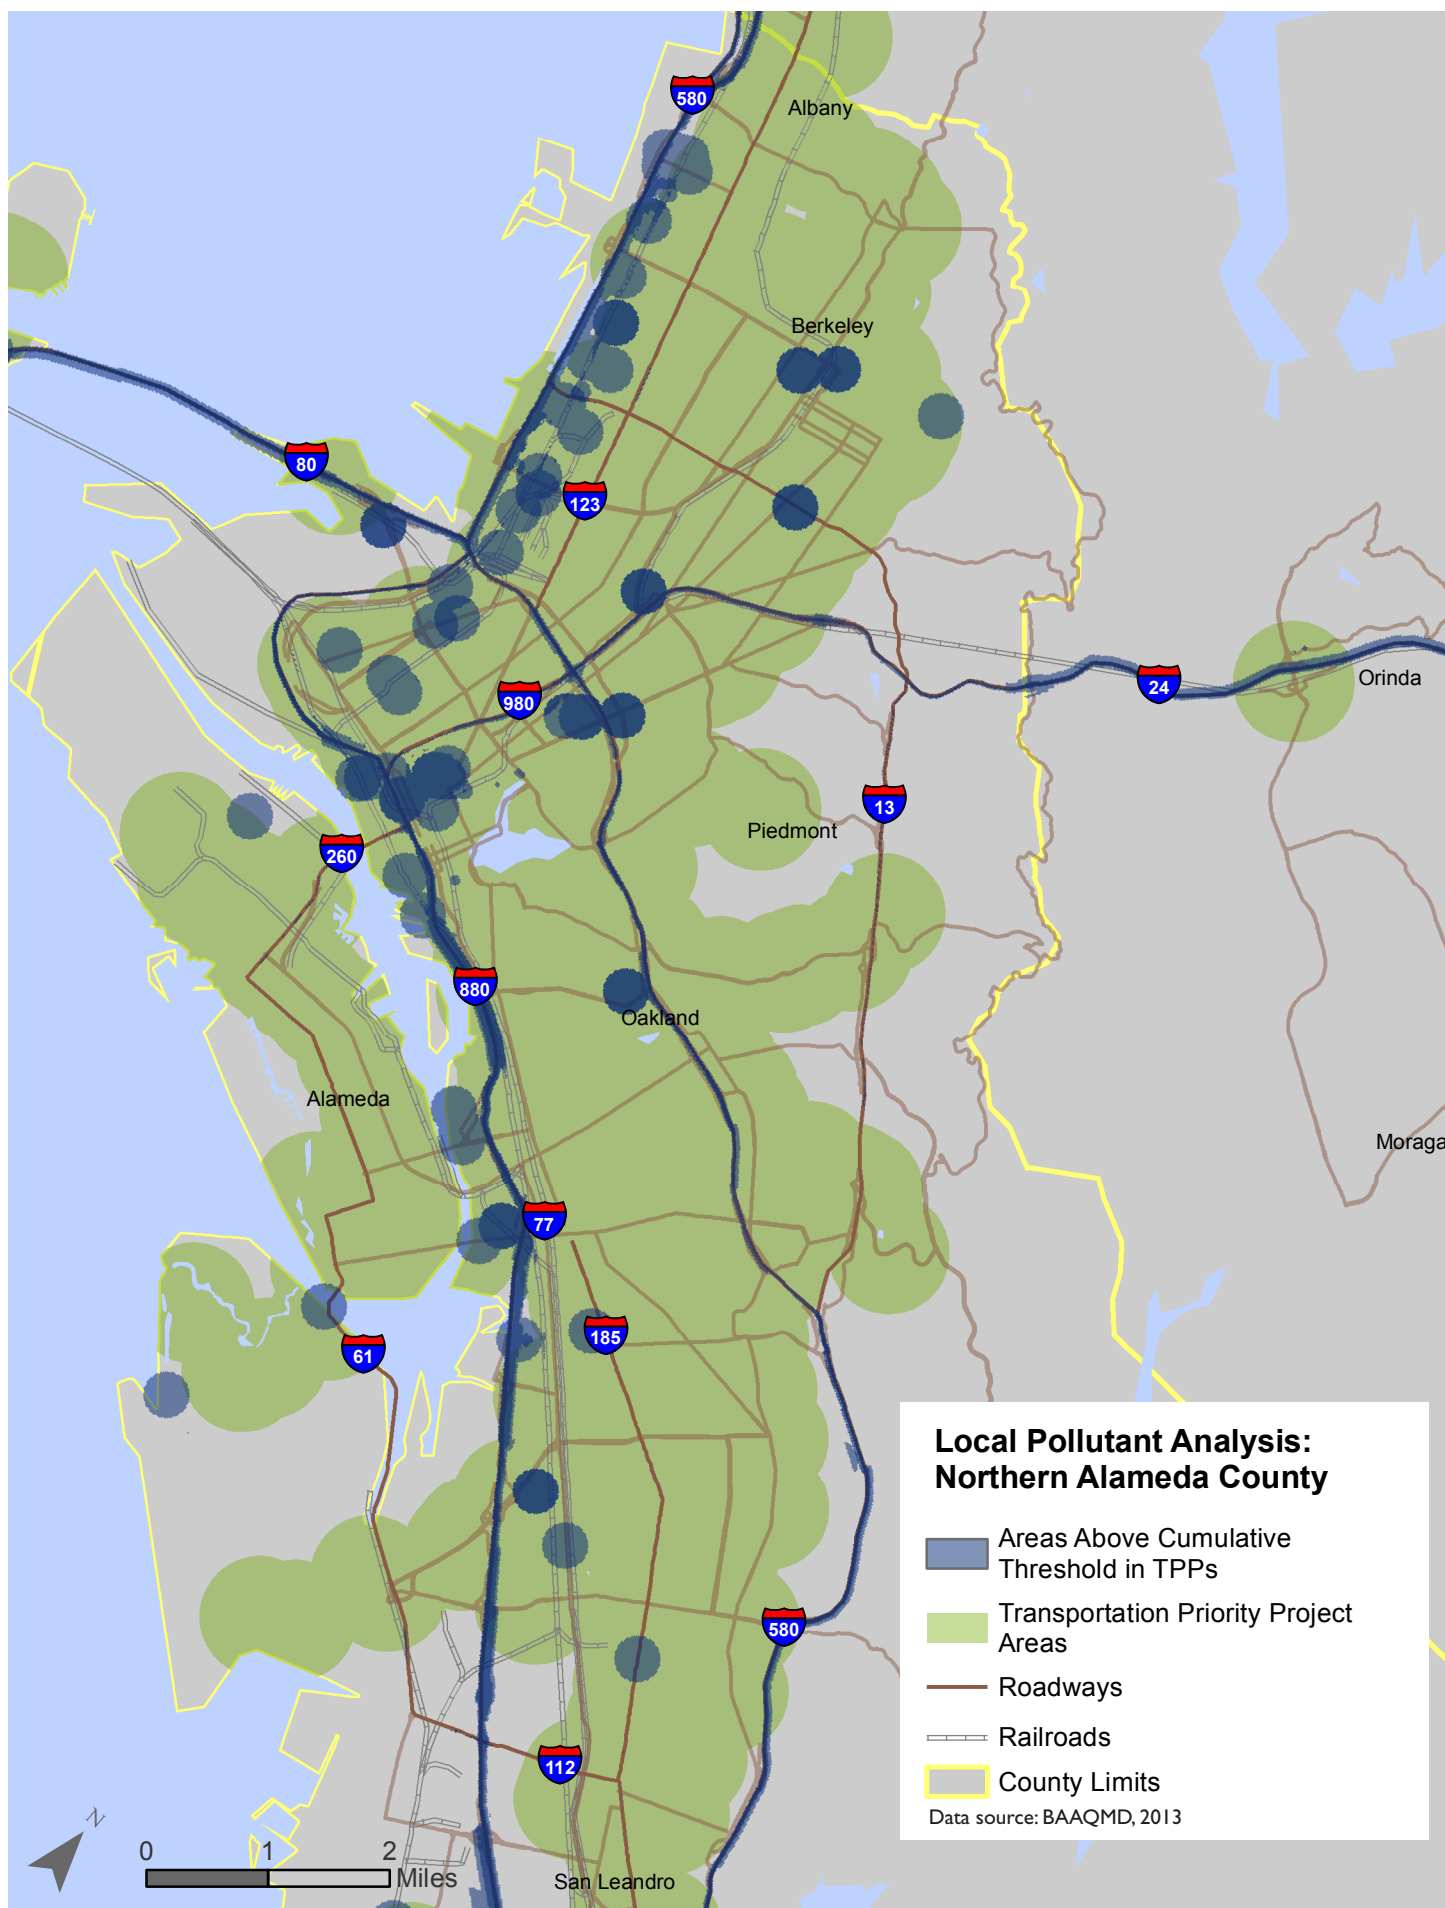 580
Albany
Berkeley
80
123
Orinda
24
980
13
Piedmont
260
880
Oakland
Alameda
Moraga
77
185
61
Local Pollutant Analysis:
Northern Alameda County
Areas Above Cumulative
Threshold in TPPs
Transportation Priority Project
Areas
Roadways
Railroads
County Limits
Data source: BAAQMD, 2013
580
112
N
0 1 2
Miles
San Leandro